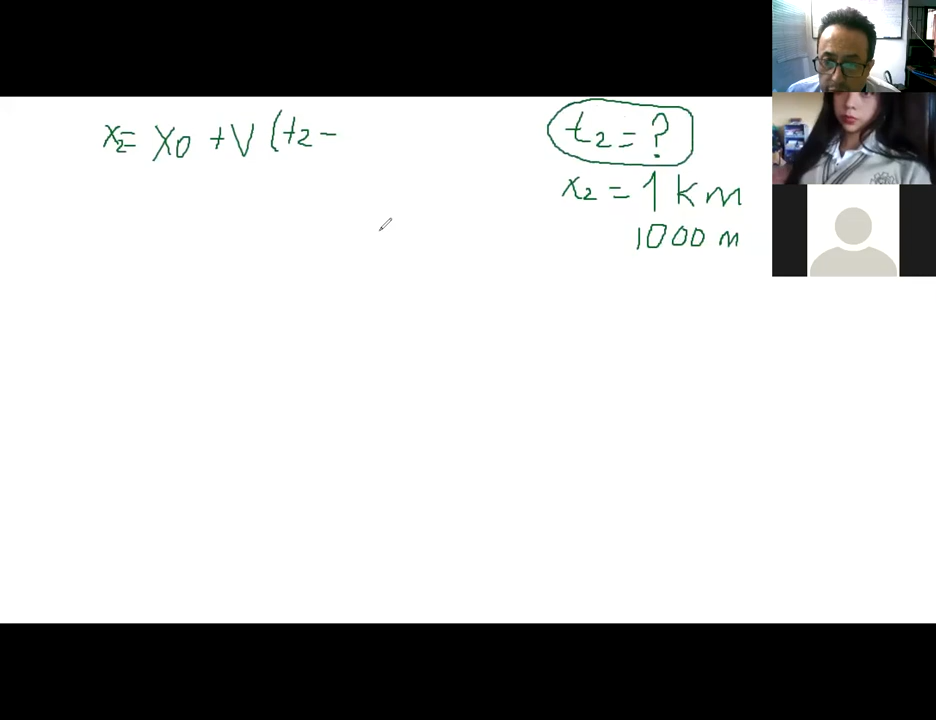 x2 = x0 + V (t2 -
t2 = ?
x2 = 1 km
1000 m